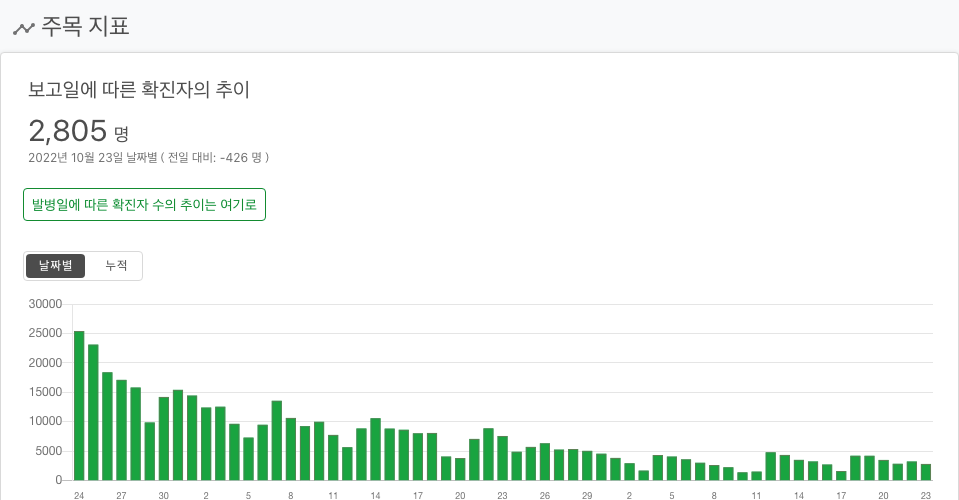 주목 지표
보고일에 따른 확진자의 추이
2,805 명
2022년 10월 23일 날짜별 ( 전일 대비: -426 명 )
발병일에 따른 확진자 수의 추이는 여기로
날짜별 누적
30000
25000
20000
15000
10000
5000
0
24 27 30 2 5 8 11 14 17 20 23 26 29 2 5 8 11 14 17 20 23